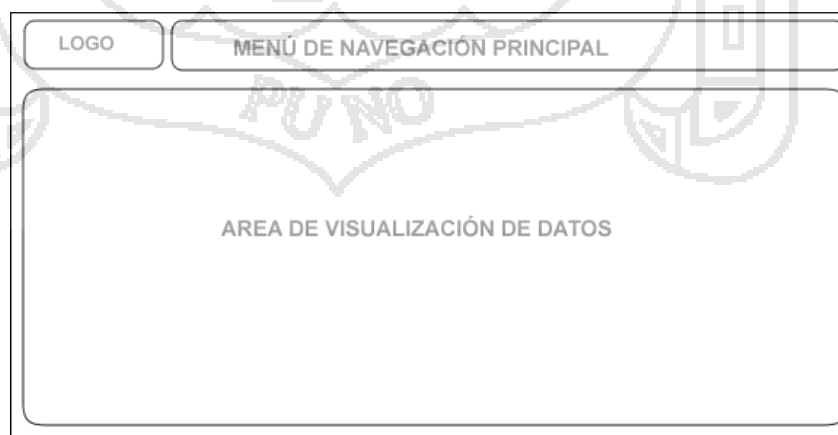 LOGO
MENÚ DE NAVEGACIÓN PRINCIPAL
PUNO
AREA DE VISUALIZACIÓN DE DATOS